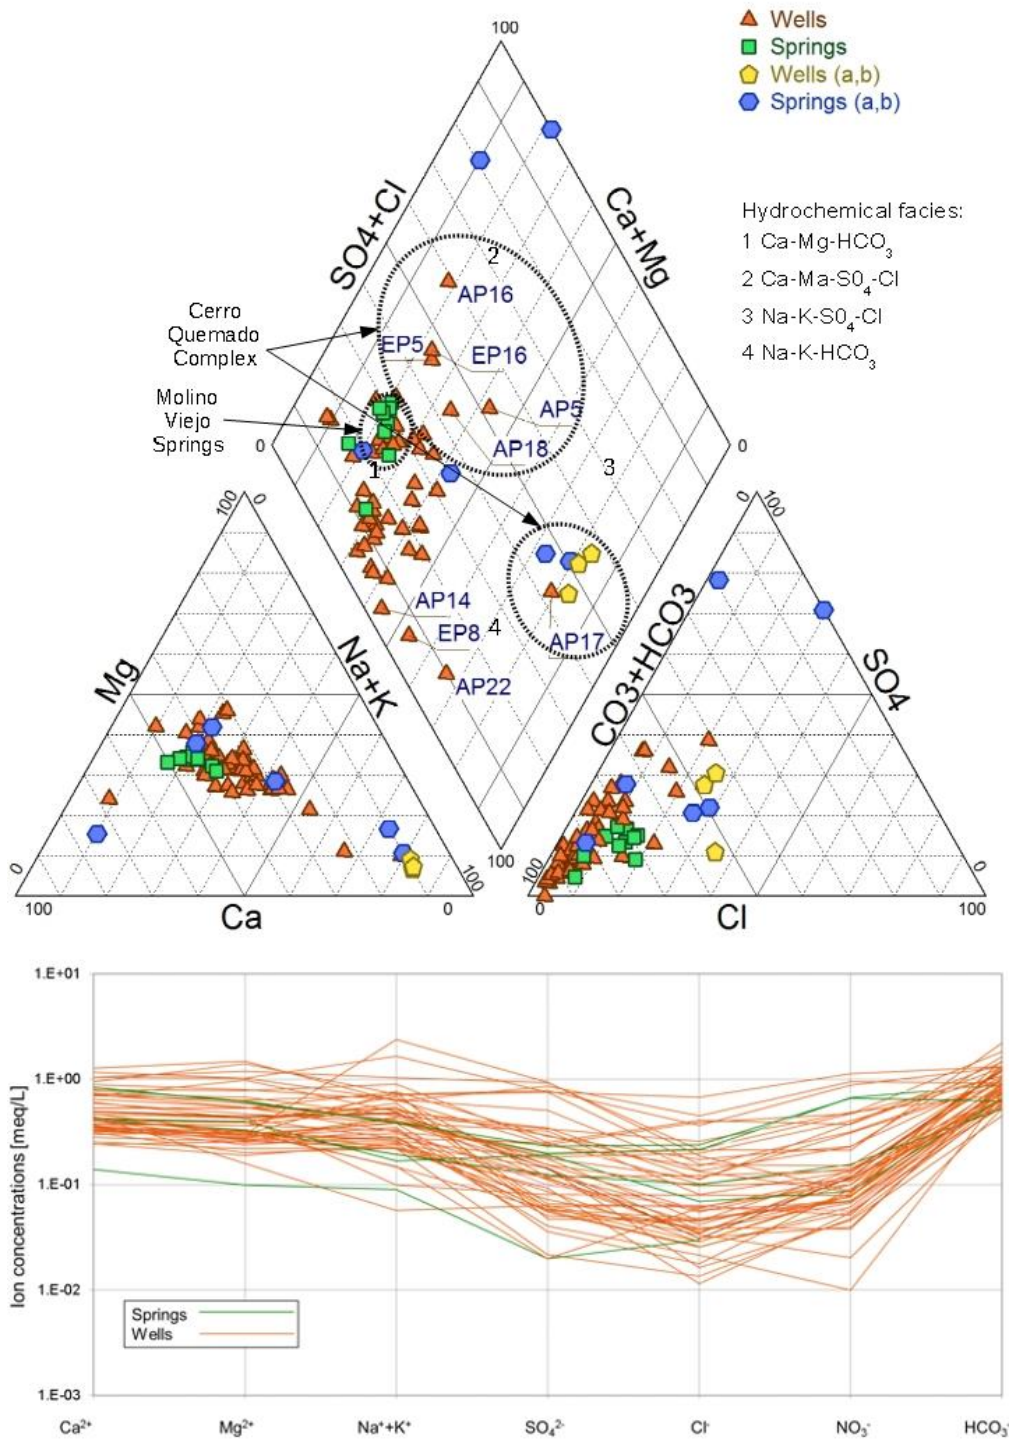 100
Wells
Springs
Wells (a,b)
Springs (a,b)
SO4+Cl
Ca+Mg
Hydrochemical facies:
1 Ca-Mg-HCO₃
2 Ca-Ma-S0₄-Cl
3 Na-K-S0₄-Cl
4 Na-K-HCO₃
2
AP16
Cerro
Quemado
Complex
EP5
EP16
Molino
Viejo
Springs
AP5
AP18
0
0
1
3
100
0
0
100
AP14
EP8
4
AP17
AP22
Mg
Na+K
CO3+HCO3
SO4
100
0
100
100
0
100
0
0
100
Ca
Cl
Ion concentrations [meq/L]
1.E+01
1.E+00
1.E-01
1.E-02
1.E-03
Springs
Wells
Ca²⁺
Mg²⁺
Na⁺+K⁺
SO₄²⁻
Cl⁻
NO₃⁻
HCO₃⁻